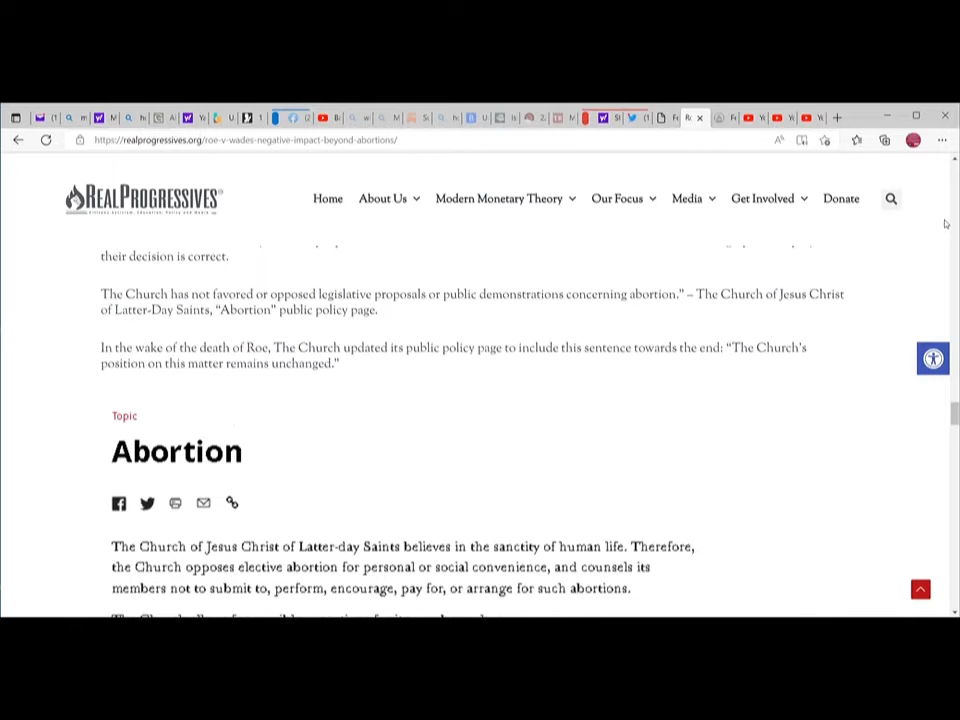 https://realprogressives.org/roe-v-wades-negative-impact-beyond-abortions/
REALPROGRESSIVES
Home About Us Modern Monetary Theory Our Focus Media Get Involved Donate
their decision is correct.
The Church has not favored or opposed legislative proposals or public demonstrations concerning abortion.” – The Church of Jesus Christ
of Latter-Day Saints, “Abortion” public policy page.
In the wake of the death of Roe, The Church updated its public policy page to include this sentence towards the end: “The Church’s
position on this matter remains unchanged.”
Topic
Abortion
The Church of Jesus Christ of Latter-day Saints believes in the sanctity of human life. Therefore,
the Church opposes elective abortion for personal or social convenience, and counsels its
members not to submit to, perform, encourage, pay for, or arrange for such abortions.